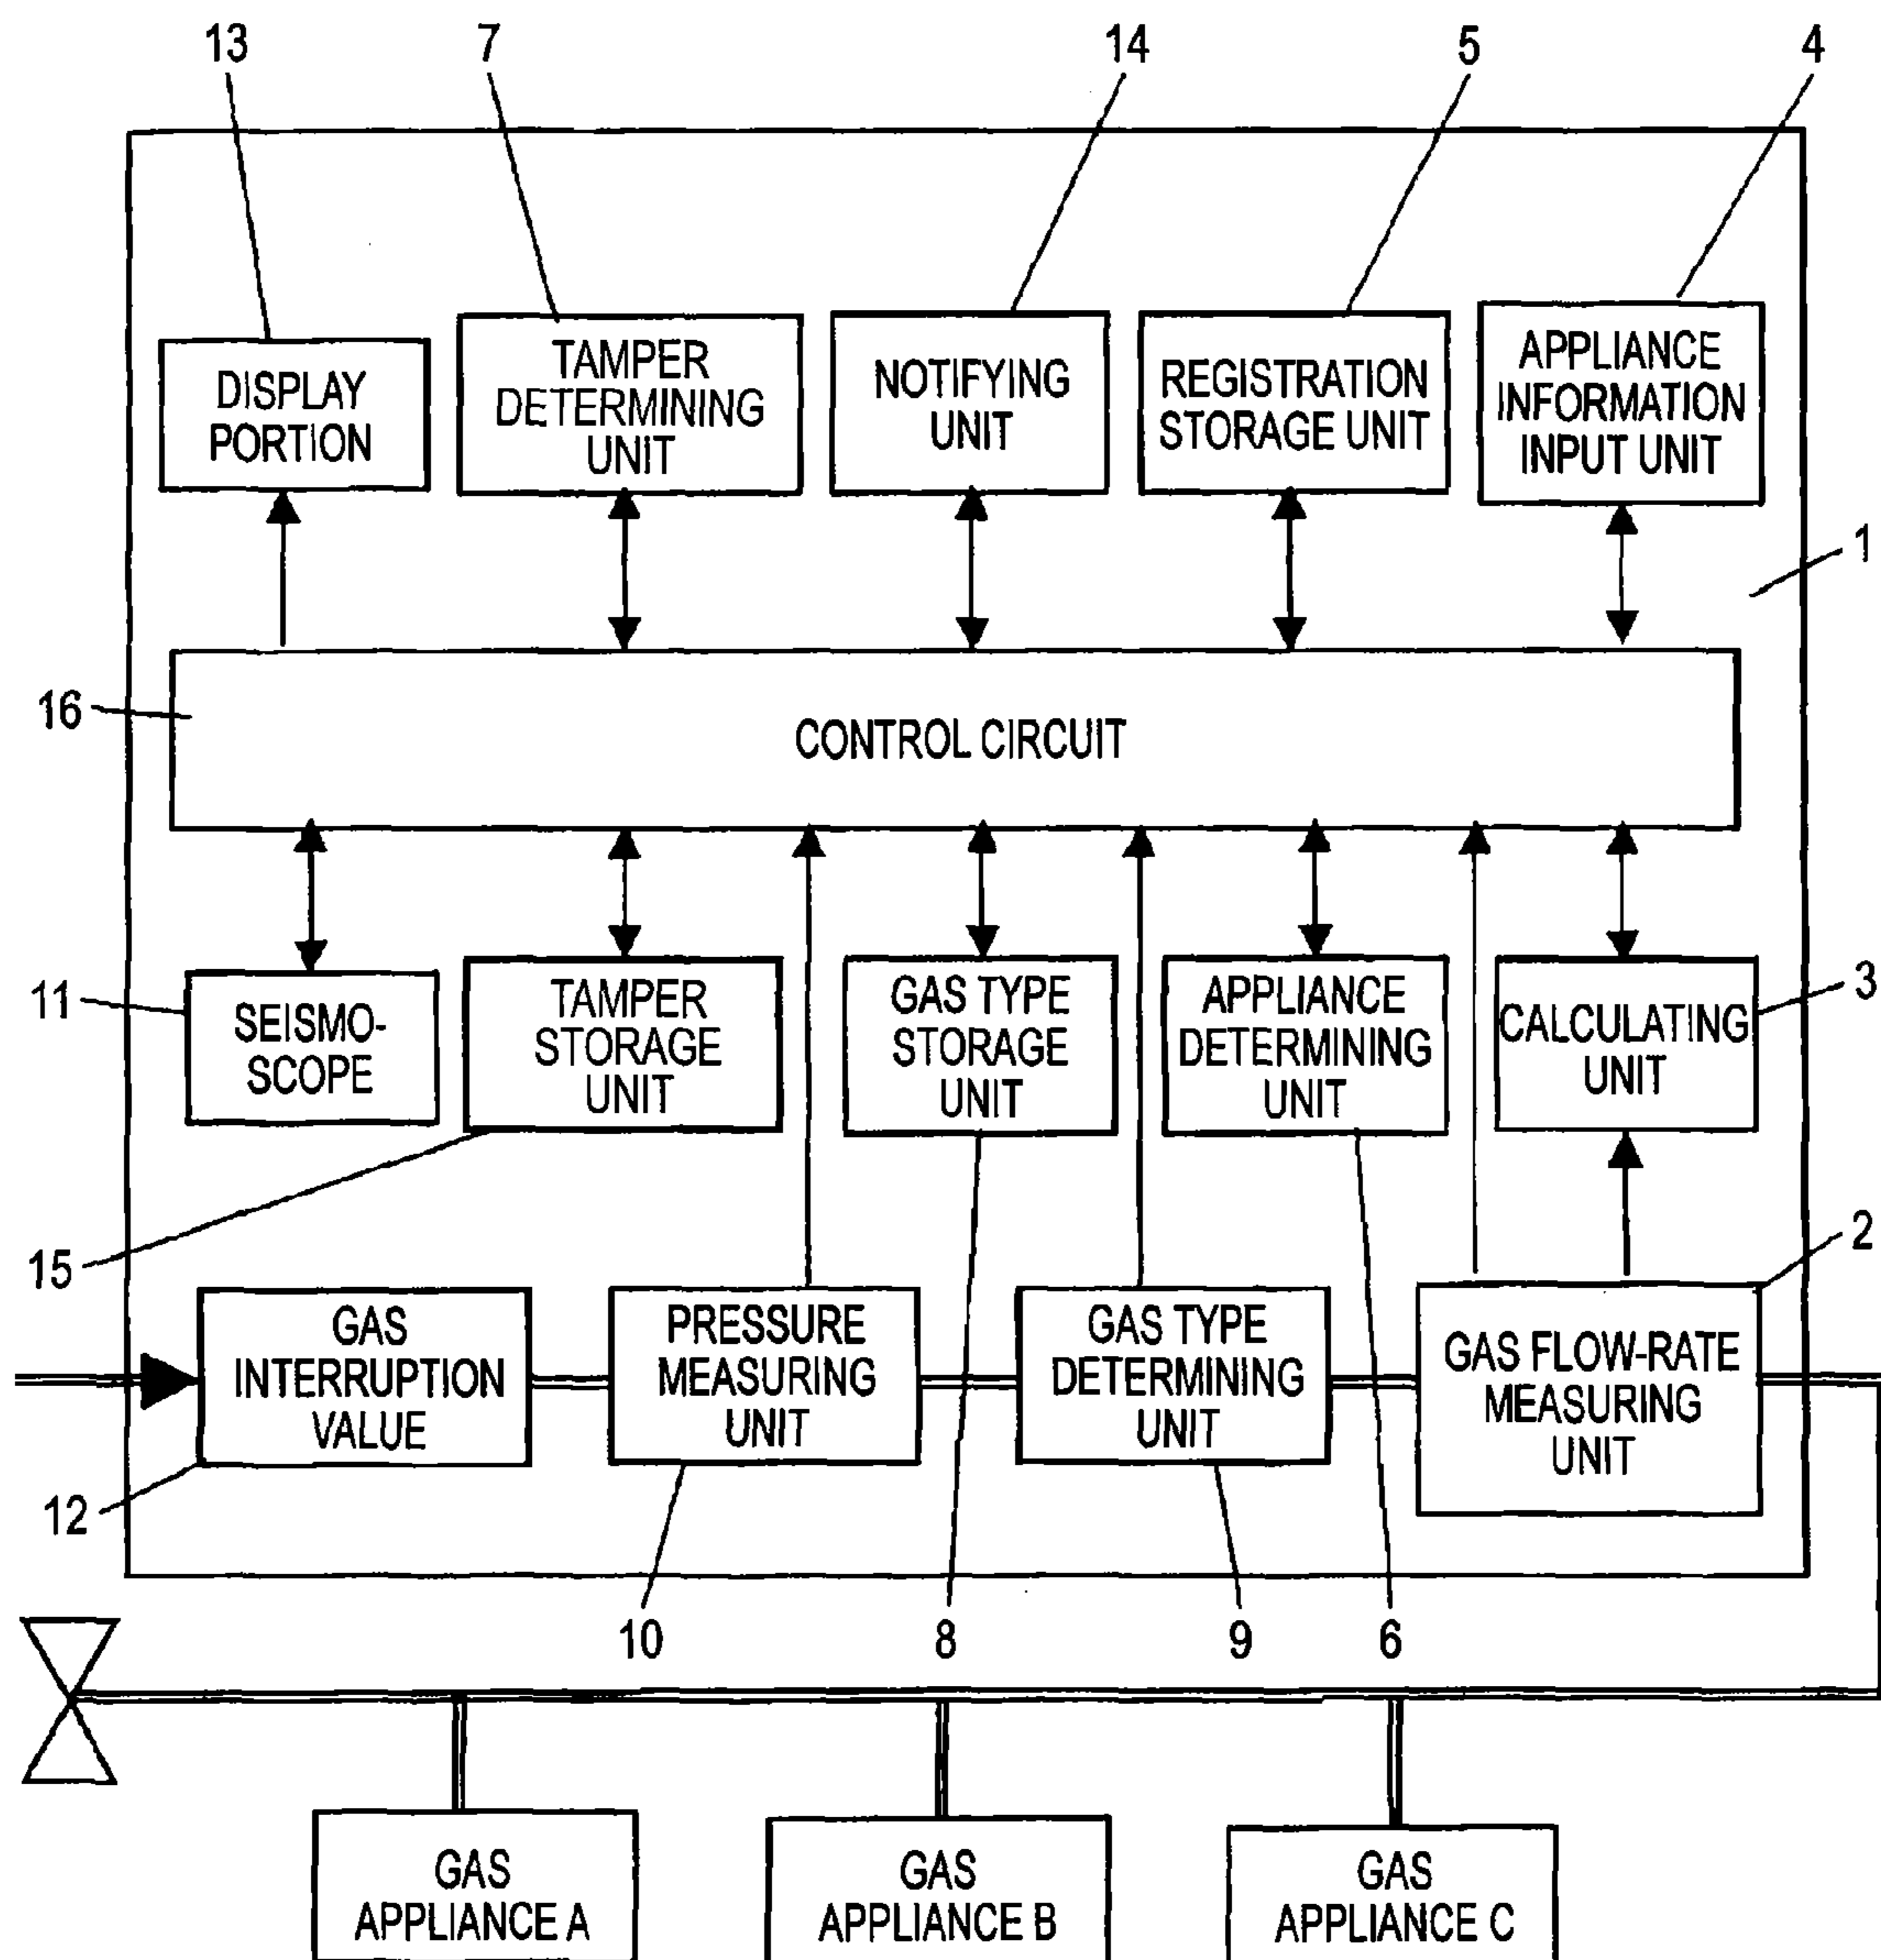 13
7
14
5
4
DISPLAY
PORTION
TAMPER
DETERMINING
UNIT
NOTIFYING
UNIT
REGISTRATION
STORAGE UNIT
APPLIANCE
INFORMATION
INPUT UNIT
1
16
CONTROL CIRCUIT
11
SEISMO-
SCOPE
TAMPER
STORAGE
UNIT
GAS TYPE
STORAGE
UNIT
APPLIANCE
DETERMINING
UNIT
CALCULATING
UNIT
3
15
2
GAS
INTERRUPTION
VALUE
PRESSURE
MEASURING
UNIT
GAS TYPE
DETERMINING
UNIT
GAS FLOW-RATE
MEASURING
UNIT
12
10
8
9
6
GAS
APPLIANCE A
GAS
APPLIANCE B
GAS
APPLIANCE C